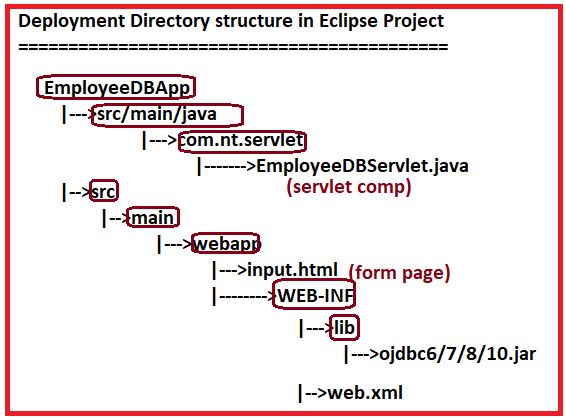 Deployment Directory structure in Eclipse Project
===========================================
EmployeeDBApp
|--->src/main/java
|--->com.nt.servlet
|------->EmployeeDBServlet.java
(servlet comp)
|-->src
|-->main
|--->webapp
|--->input.html (form page)
|-------->WEB-INF
|--->lib
|--->ojdbc6/7/8/10.jar
|-->web.xml